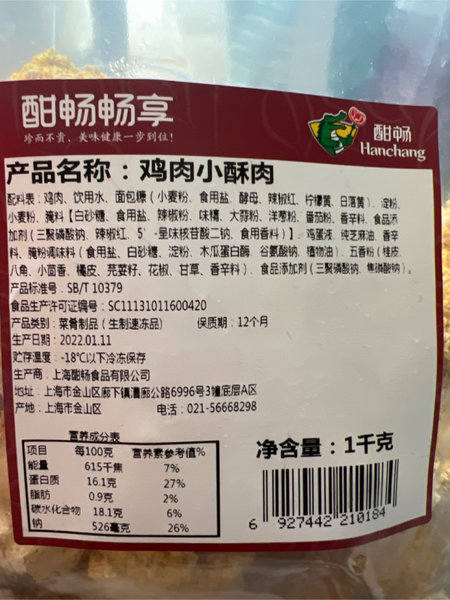 酣畅畅享
珍而不贵、美味健康一步到位!
酣畅
Hanchang
产品名称:鸡肉小酥肉
配料表:鸡肉、饮用水、面包糠(小麦粉、食用盐、酵母、辣椒红、柠檬黄、日落黄)、淀粉、
小麦粉、腌料【白砂糖、食用盐、辣椒粉、味精、大蒜粉、洋葱粉、番茄粉、香辛料、食品添
加剂(三聚磷酸钠、辣椒红、5'-呈味核苷酸二钠、食用香料)】、鸡蛋液、纯芝麻油、香辛
料、腌粉调味料(食用盐、白砂糖、淀粉、木瓜蛋白酶、谷氨酸钠、植物油)、五香粉(桂皮、
八角、小茴香、橘皮、芫荽籽、花椒、甘草、香辛料)、食品添加剂(三聚磷酸钠、焦磷酸钠)。
产品标准号:SB/T 10379
食品生产许可证编号:SC11131011600420
产品类别:菜肴制品(生制速冻品) 保质期:12个月
生产日期:2022.01.11
贮存温度:-18℃以下冷冻保存
生产商:上海酣畅食品有限公司
地址:上海市金山区廊下镇漕廊公路6996号3幢底层A区
产地:上海市金山区 电话:021-56668298
营养成分表
项目 每100克 营养素参考值%
能量 615千焦 7%
蛋白质 16.1克 27%
脂肪 0.9克 2%
碳水化合物 18.1克 6%
钠 526毫克 26%
净含量:1千克
6 927442 210184